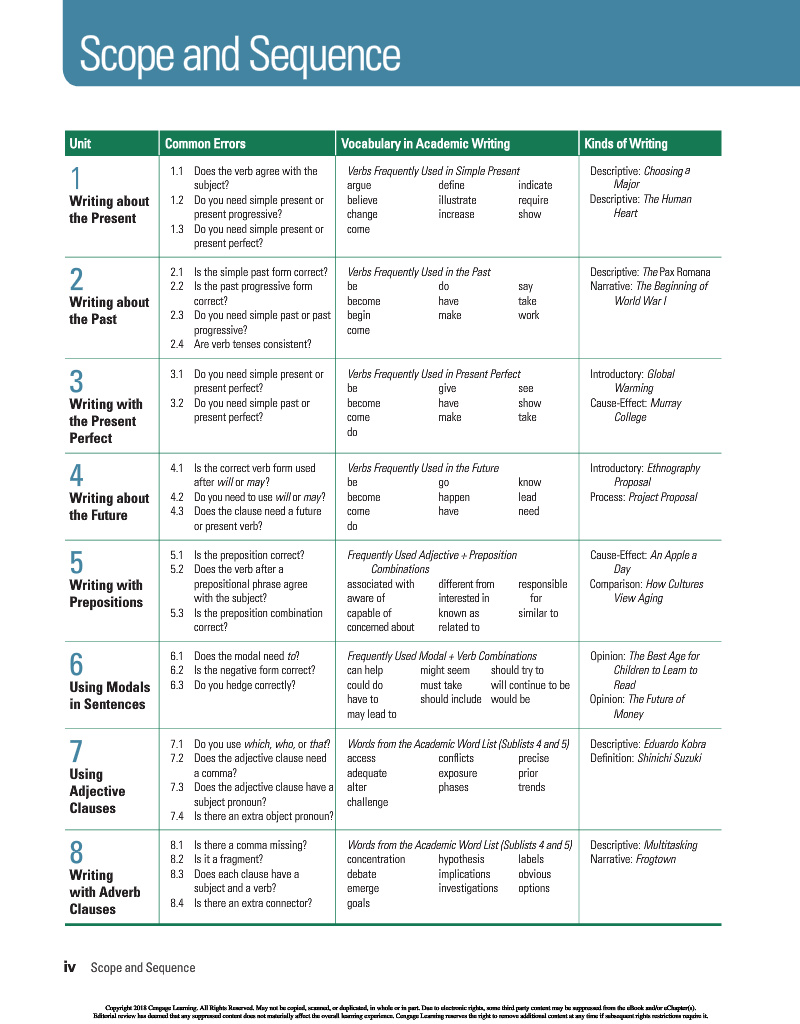 Scope and Sequence
Unit
Common Errors
Vocabulary in Academic Writing
Kinds of Writing
1
Writing about
the Present
1.1 Does the verb agree with the
subject?
1.2 Do you need simple present or
present progressive?
1.3 Do you need simple present or
present perfect?
Verbs Frequently Used in Simple Present
argue define indicate
believe illustrate require
change increase show
come
Descriptive: Choosing a
Major
Descriptive: The Human
Heart
2
Writing about
the Past
2.1 Is the simple past form correct?
2.2 Is the past progressive form
correct?
2.3 Do you need simple past or past
progressive?
2.4 Are verb tenses consistent?
Verbs Frequently Used in the Past
be do say
become have take
begin make work
come
Descriptive: The Pax Romana
Narrative: The Beginning of
World War I
3
Writing with
the Present
Perfect
3.1 Do you need simple present or
present perfect?
3.2 Do you need simple past or
present perfect?
Verbs Frequently Used in Present Perfect
be give see
become have show
come make take
do
Introductory: Global
Warming
Cause-Effect: Murray
College
4
Writing about
the Future
4.1 Is the correct verb form used
after will or may?
4.2 Do you need to use will or may?
4.3 Does the clause need a future
or present verb?
Verbs Frequently Used in the Future
be go know
become happen lead
come have need
do
Introductory: Ethnography
Proposal
Process: Project Proposal
5
Writing with
Prepositions
5.1 Is the preposition correct?
5.2 Does the verb after a
prepositional phrase agree
with the subject?
5.3 Is the preposition combination
correct?
Frequently Used Adjective + Preposition
Combinations
associated with different from responsible
aware of interested in for
capable of known as similar to
concerned about related to
Cause-Effect: An Apple a
Day
Comparison: How Cultures
View Aging
6
Using Modals
in Sentences
6.1 Does the modal need to?
6.2 Is the negative form correct?
6.3 Do you hedge correctly?
Frequently Used Modal + Verb Combinations
can help might seem should try to
could do must take will continue to be
have to should include would be
may lead to
Opinion: The Best Age for
Children to Learn to
Read
Opinion: The Future of
Money
7
Using
Adjective
Clauses
7.1 Do you use which, who, or that?
7.2 Does the adjective clause need
a comma?
7.3 Does the adjective clause have a
subject pronoun?
7.4 Is there an extra object pronoun?
Words from the Academic Word List (Sublists 4 and 5)
access conflicts precise
adequate exposure prior
alter phases trends
challenge
Descriptive: Eduardo Kobra
Definition: Shinichi Suzuki
8
Writing
with Adverb
Clauses
8.1 Is there a comma missing?
8.2 Is it a fragment?
8.3 Does each clause have a
subject and a verb?
8.4 Is there an extra connector?
Words from the Academic Word List (Sublists 4 and 5)
concentration hypothesis labels
debate implications obvious
emerge investigations options
goals
Descriptive: Multitasking
Narrative: Frogtown
iv Scope and Sequence
Copyright 2018 Cengage Learning. All Rights Reserved. May not be copied, scanned, or duplicated, in whole or in part. Due to electronic rights, some third party content may be suppressed from the eBook and/or eChapter(s).
Editorial review has deemed that any suppressed content does not materially affect the overall learning experience. Cengage Learning reserves the right to remove additional content at any time if subsequent rights restrictions require it.